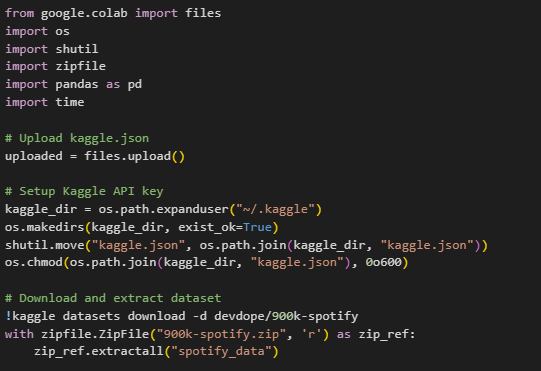 from google.colab import files
import os
import shutil
import zipfile
import pandas as pd
import time

# Upload kaggle.json
uploaded = files.upload()

# Setup Kaggle API key
kaggle_dir = os.path.expanduser("~/.kaggle")
os.makedirs(kaggle_dir, exist_ok=True)
shutil.move("kaggle.json", os.path.join(kaggle_dir, "kaggle.json"))
os.chmod(os.path.join(kaggle_dir, "kaggle.json"), 0o600)

# Download and extract dataset
!kaggle datasets download -d devdope/900k-spotify
with zipfile.ZipFile("900k-spotify.zip", 'r') as zip_ref:
    zip_ref.extractall("spotify_data")